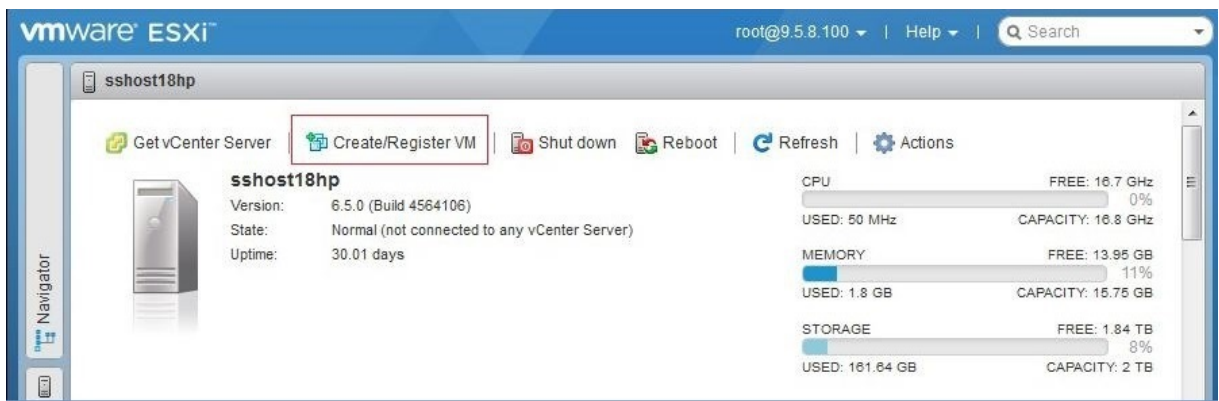 vmware ESXi™
root@9.5.8.100 | Help | Search
sshost18hp
Get vCenter Server | Create/Register VM | Shut down Reboot | Refresh | Actions
sshost18hp
Version: 6.5.0 (Build 4564106)
State: Normal (not connected to any vCenter Server)
Uptime: 30.01 days
CPU FREE: 16.7 GHz
0%
USED: 50 MHz CAPACITY: 16.8 GHz
MEMORY FREE: 13.95 GB
11%
USED: 1.8 GB CAPACITY: 15.75 GB
STORAGE FREE: 1.84 TB
8%
USED: 161.64 GB CAPACITY: 2 TB
Navigator